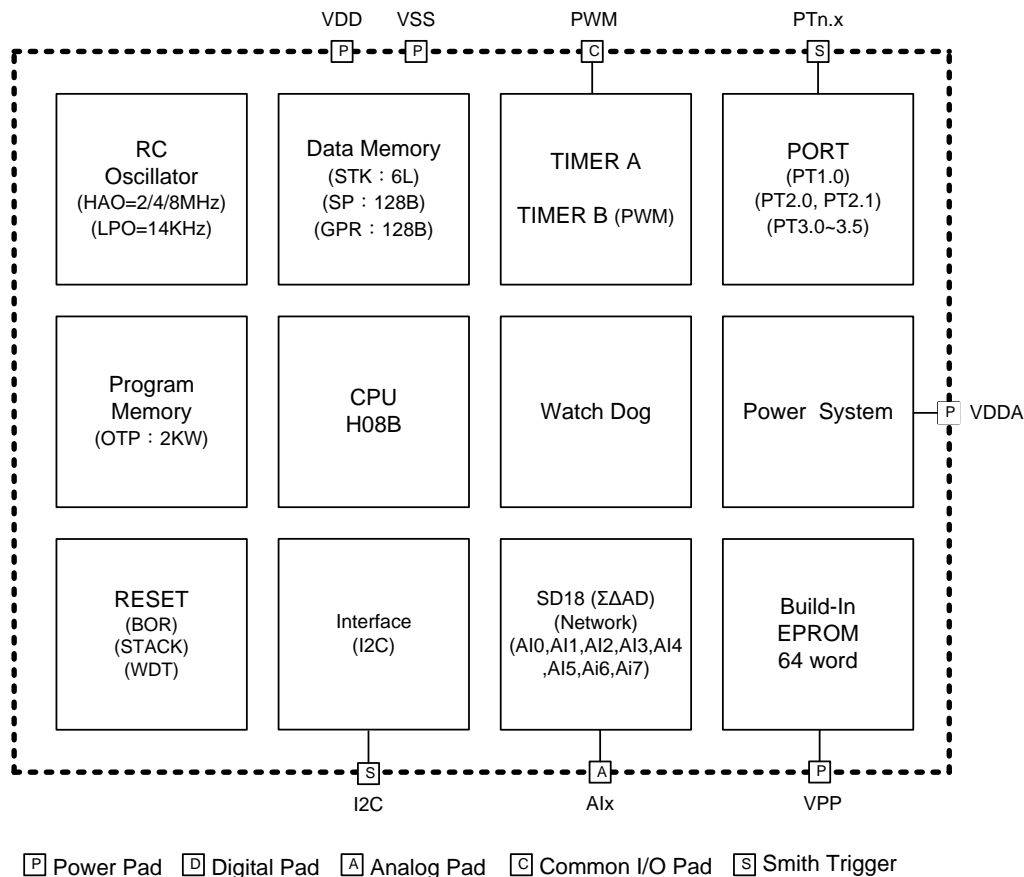 VDD VSS PWM PTn.x
P P C S
RC
Oscillator
(HAO=2/4/8MHz)
(LPO=14KHz)
Data Memory
(STK：6L)
(SP：128B)
(GPR：128B)
TIMER A
TIMER B (PWM)
PORT
(PT1.0)
(PT2.0, PT2.1)
(PT3.0~3.5)
Program
Memory
(OTP：2KW)
CPU
H08B
Watch Dog
Power System
P VDDA
RESET
(BOR)
(STACK)
(WDT)
Interface
(I2C)
SD18 (ΣΔAD)
(Network)
(AI0,AI1,AI2,AI3,AI4
,AI5,Ai6,Ai7)
Build-In
EPROM
64 word
S A P
I2C AIx VPP
P Power Pad D Digital Pad A Analog Pad C Common I/O Pad S Smith Trigger